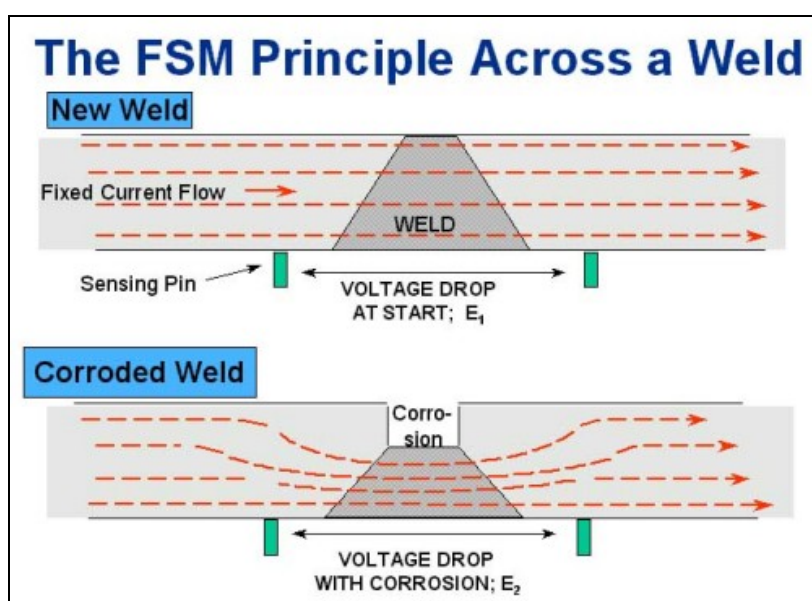 The FSM Principle Across a Weld
New Weld
Fixed Current Flow
WELD
Sensing Pin
VOLTAGE DROP
AT START; E₁
Corroded Weld
Corro-
sion
VOLTAGE DROP
WITH CORROSION; E₂